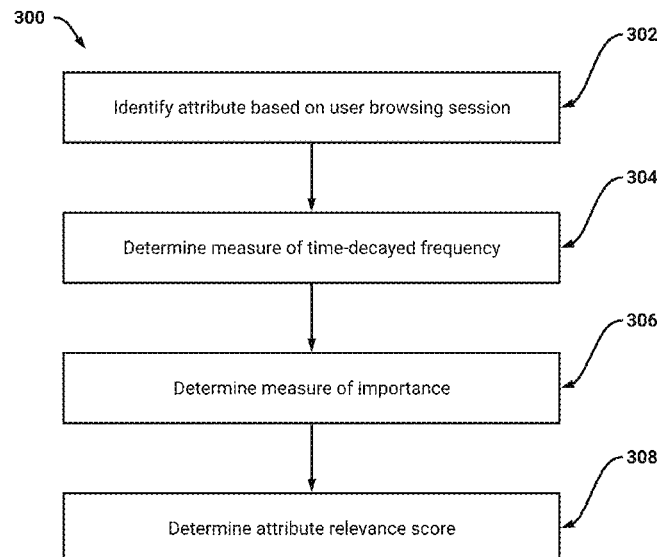 300
302
Identify attribute based on user browsing session
304
Determine measure of time-decayed frequency
306
Determine measure of importance
308
Determine attribute relevance score